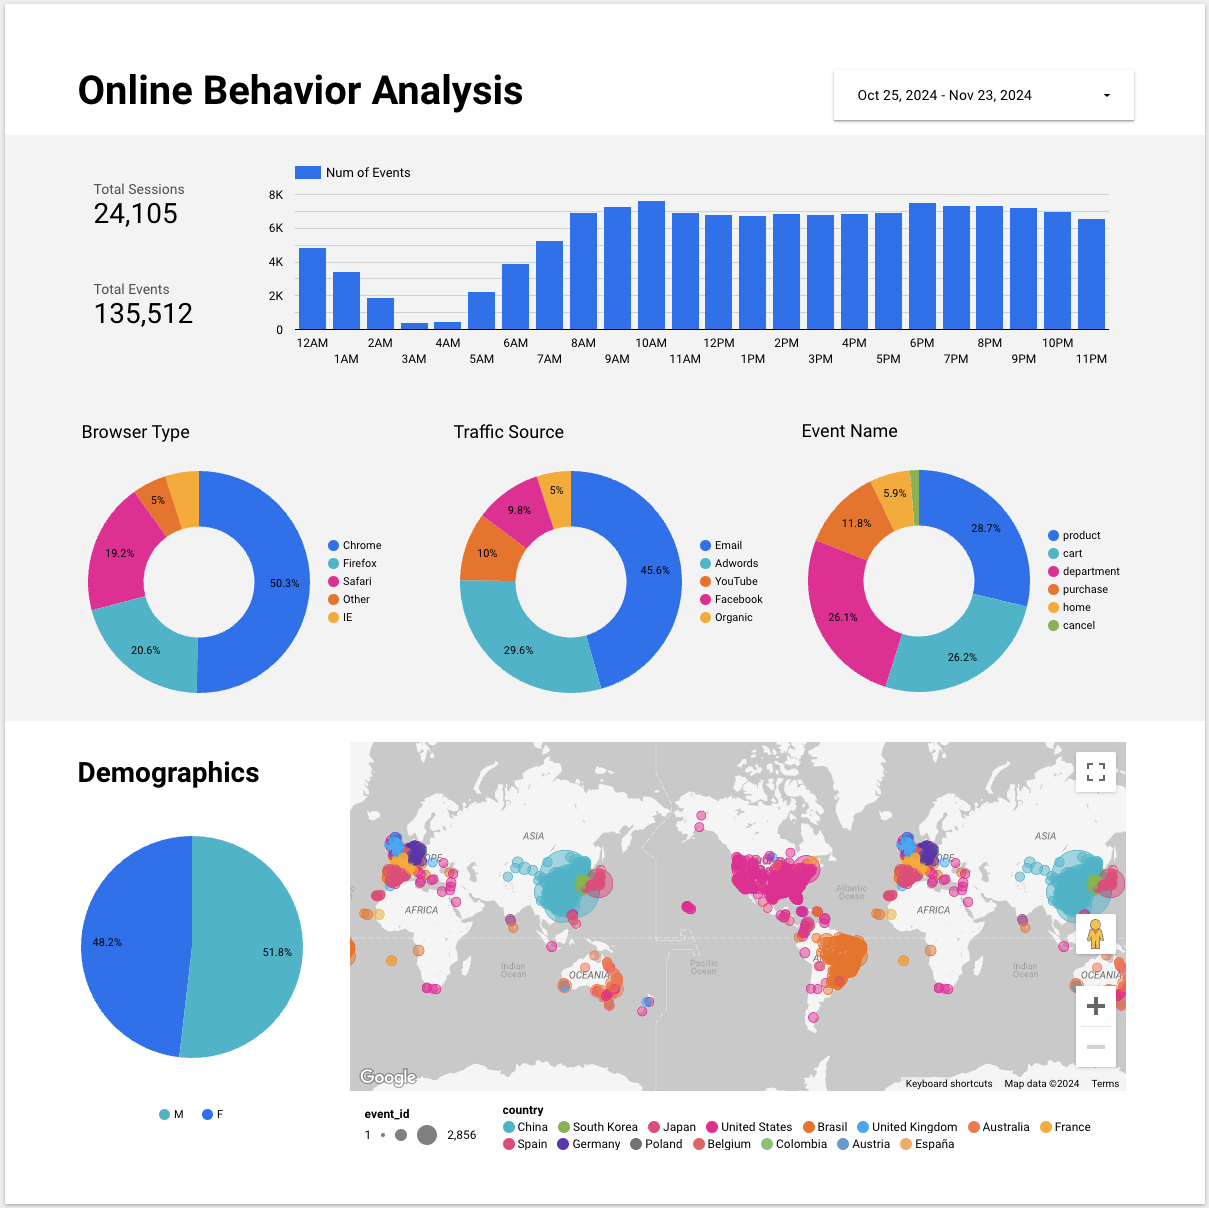 Online Behavior Analysis
Oct 25, 2024 - Nov 23, 2024
Total Sessions
24,105
Total Events
135,512
Num of Events
8K
6K
4K
2K
0
12AM
1AM
2AM
3AM
4AM
5AM
6AM
7AM
8AM
9AM
10AM
11AM
12PM
1PM
2PM
3PM
4PM
5PM
6PM
7PM
8PM
9PM
10PM
11PM
Browser Type
5%
19.2%
50.3%
20.6%
Chrome
Firefox
Safari
Other
IE
Traffic Source
5%
9.8%
10%
45.6%
29.6%
Email
Adwords
YouTube
Facebook
Organic
Event Name
5.9%
11.8%
28.7%
26.1%
26.2%
product
cart
department
purchase
home
cancel
Demographics
48.2%
51.8%
M
F
ASIA
AFRICA
Indian
Ocean
OCEANIA
Pacific
Ocean
Atlantic
Ocean
ASIA
AFRICA
Indian
Ocean
OCEANIA
Google
Keyboard shortcuts
Map data ©2024
Terms
event_id
1
2,856
country
China South Korea Japan United States Brasil United Kingdom Australia France
Spain Germany Poland Belgium Colombia Austria España